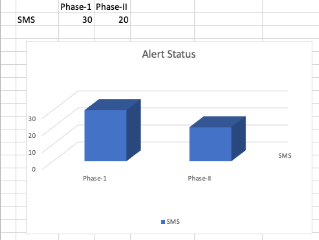 Phase-1 Phase-II
SMS 30 20
Alert Status
30
20
10
0
SMS
Phase-1 Phase-II
SMS